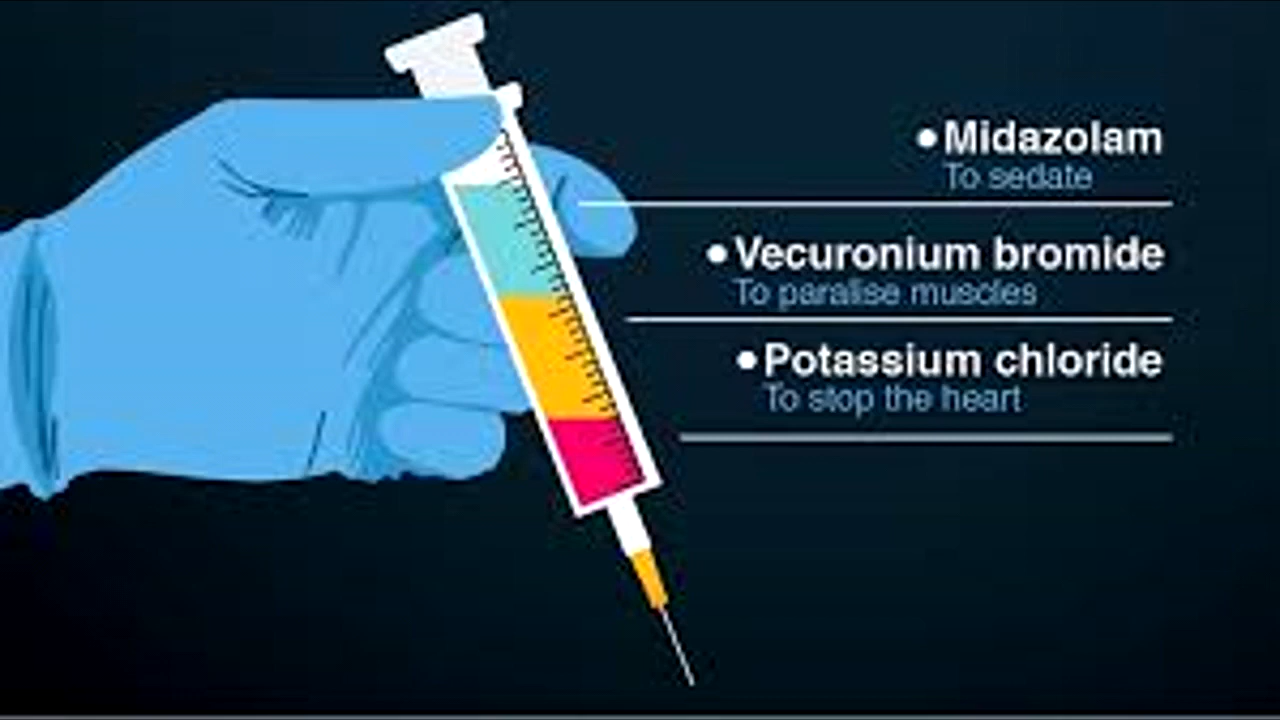 •Midazolam
To sedate
•Vecuronium bromide
To paralise muscles
•Potassium chloride
To stop the heart